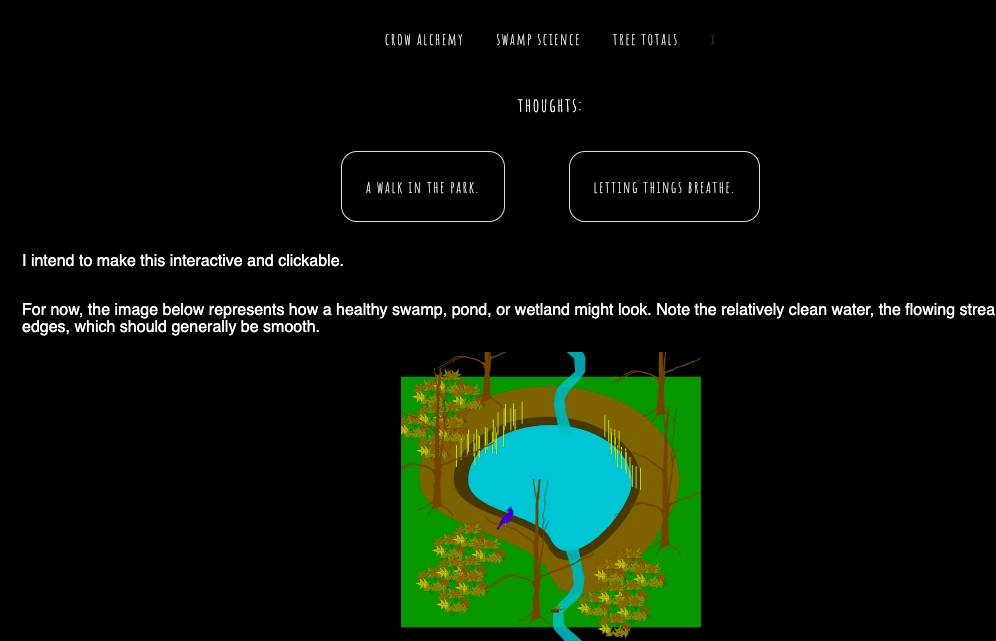 CROW ALCHEMY SWAMP SCIENCE TREE TOTALS X
THOUGHTS:
A WALK IN THE PARK. LETTING THINGS BREATHE.
I intend to make this interactive and clickable.
For now, the image below represents how a healthy swamp, pond, or wetland might look. Note the relatively clean water, the flowing
edges, which should generally be smooth.